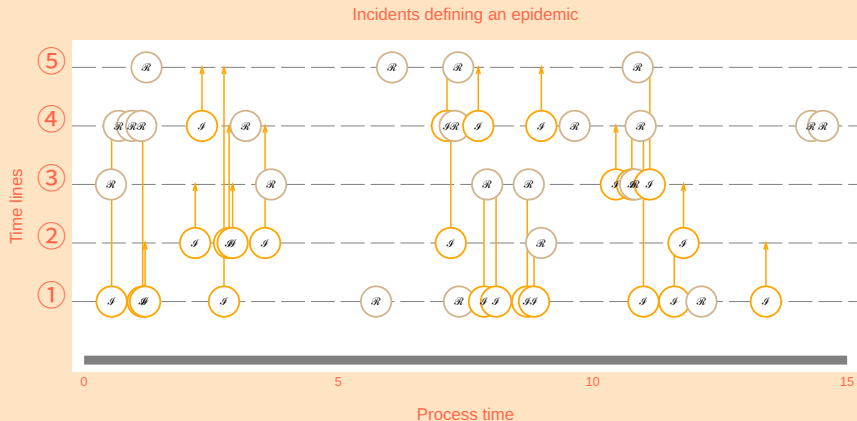 Incidents defining an epidemic
⑤ ℛ ℛ ℛ ℛ
④ ℛ ℛ ℛ ℐ ℛ ℐ ℛ ℐ ℐ ℛ ℛ ℛ ℛ
③ ℛ ℛ ℛ ℛ ℐ ℛ ℐ
② ℐ ℐ ℐ ℐ ℛ ℐ
① ℐ ℐ ℐ ℛ ℛ ℐ ℐ ℐ ℐ ℐ ℐ ℛ ℐ
Time lines
0 5 10 15
Process time